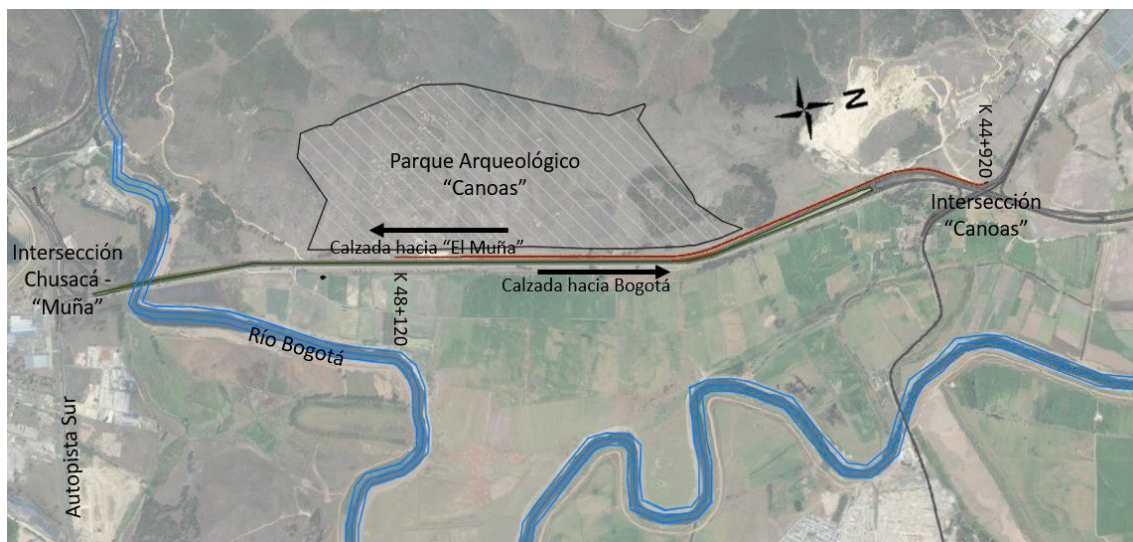 N
K 44+920
Parque Arqueológico
“Canoas”
Intersección
“Canoas”
Calzada hacia “El Muña”
Intersección
Chusacá -
“Muña”
Calzada hacia Bogotá
K 48+120
Río Bogotá
Autopista Sur